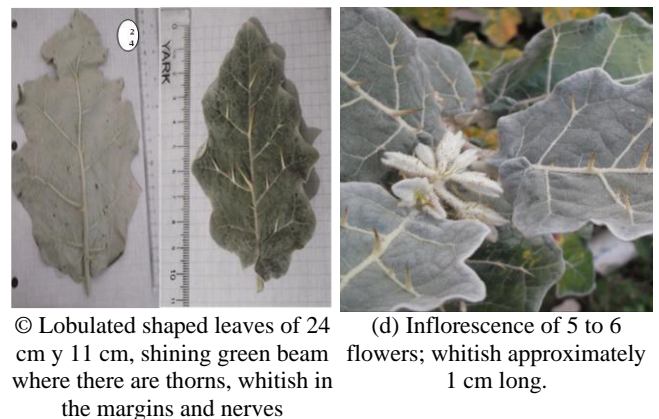 2
4
YARK
© Lobulated shaped leaves of 24
cm y 11 cm, shining green beam
where there are thorns, whitish in
the margins and nerves
(d) Inflorescence of 5 to 6
flowers; whitish approximately
1 cm long.